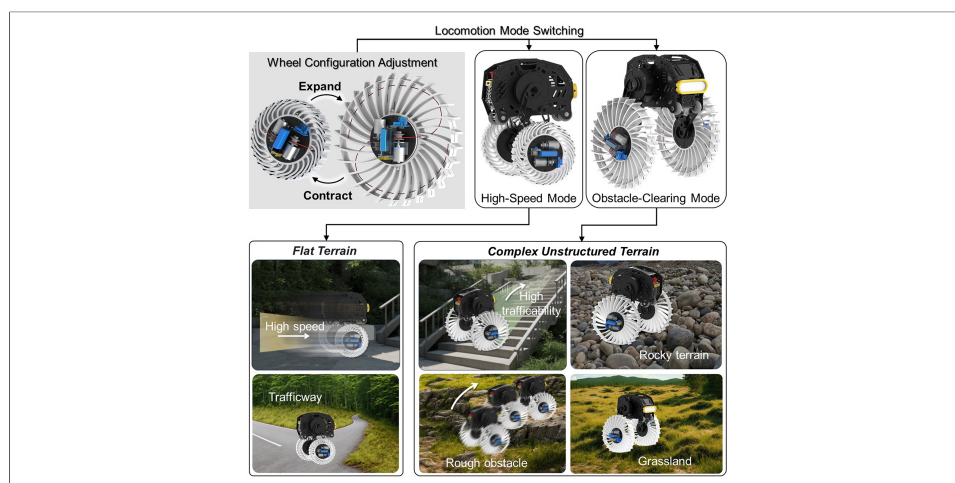 Locomotion Mode Switching
Wheel Configuration Adjustment
Expand
Contract
High-Speed Mode
Obstacle-Clearing Mode
Flat Terrain
High speed
Trafficway
Complex Unstructured Terrain
High
trafficability
Rocky terrain
Rough obstacle
Grassland